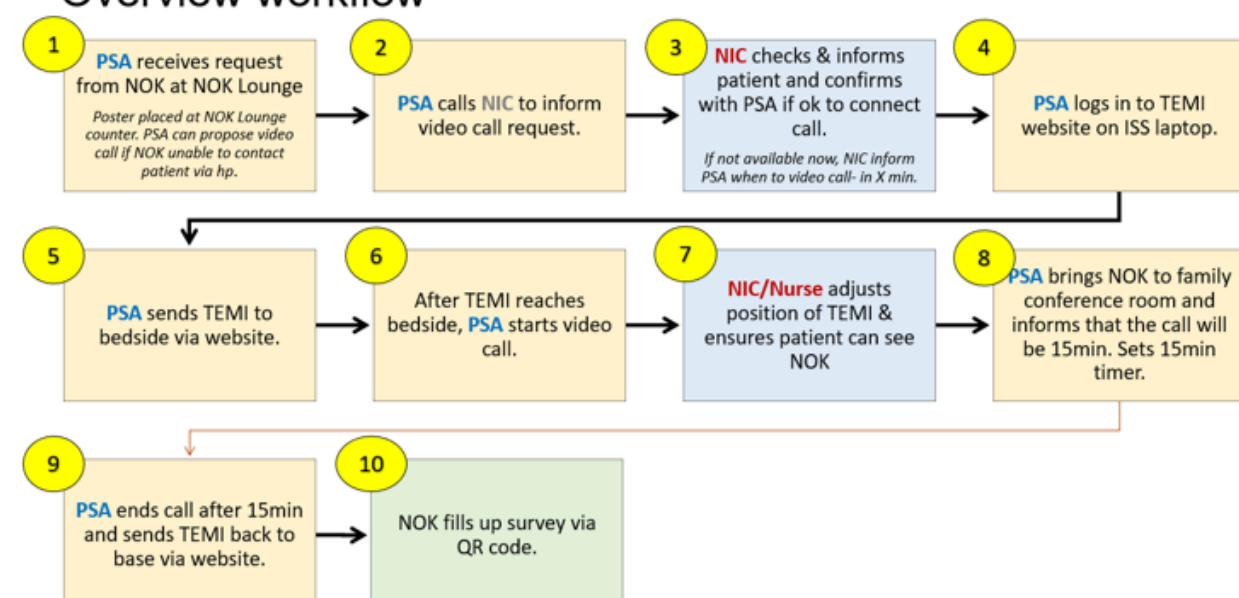 Overview workflow
1
PSA receives request
from NOK at NOK Lounge
Poster placed at NOK Lounge
counter. PSA can propose video
call if NOK unable to contact
patient via hp.
2
PSA calls NIC to inform
video call request.
3
NIC checks & informs
patient and confirms
with PSA if ok to connect
call.
If not available now, NIC inform
PSA when to video call- in X min.
4
PSA logs in to TEMI
website on ISS laptop.
5
PSA sends TEMI to
bedside via website.
6
After TEMI reaches
bedside, PSA starts video
call.
7
NIC/Nurse adjusts
position of TEMI &
ensures patient can see
NOK
8
PSA brings NOK to family
conference room and
informs that the call will
be 15min. Sets 15min
timer.
9
PSA ends call after 15min
and sends TEMI back to
base via website.
10
NOK fills up survey via
QR code.